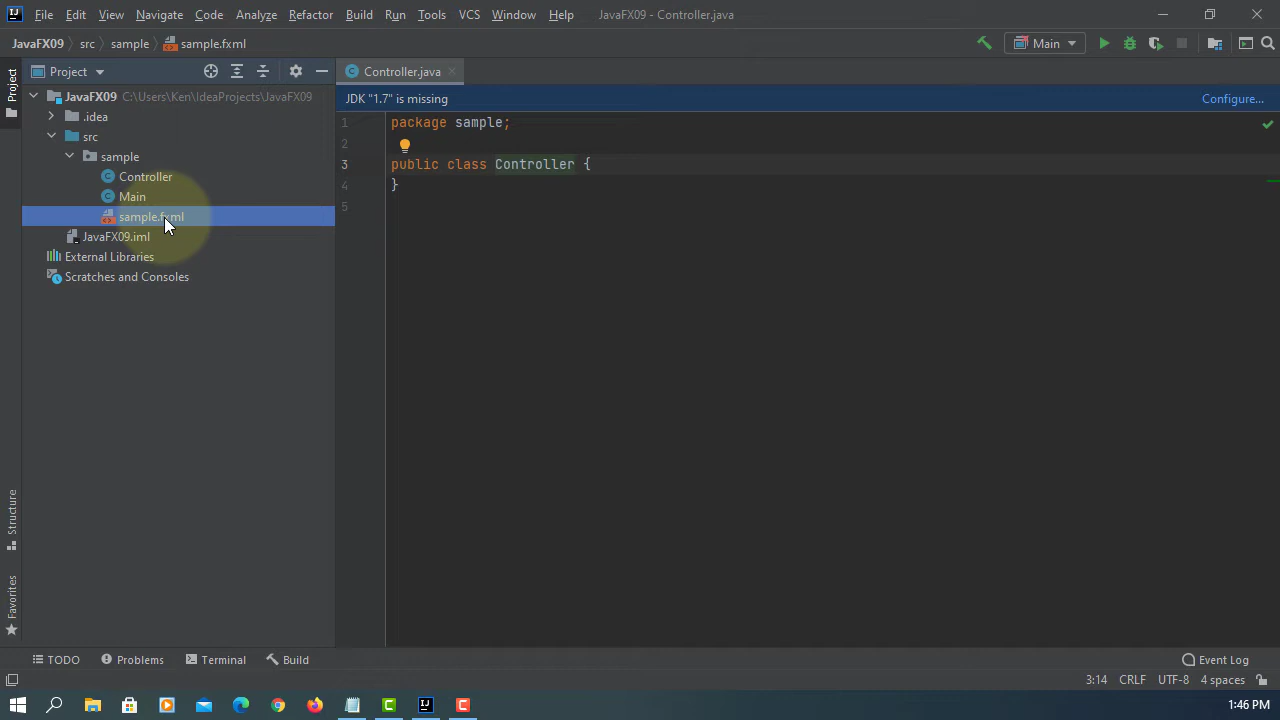 File Edit View Navigate Code Analyze Refactor Build Run Tools VCS Window Help JavaFX09 - Controller.java
JavaFX09 src sample sample.fxml Main
Project Controller.java
Project
JavaFX09 C:\Users\Ken\IdeaProjects\JavaFX09
.idea
src
sample
Controller
Main
sample.fxml
JavaFX09.iml
External Libraries
Scratches and Consoles
JDK "1.7" is missing Configure...
1 package sample;
2
3 public class Controller {
4 }
5
Structure
Favorites
TODO Problems Terminal Build Event Log
3:14 CRLF UTF-8 4 spaces
1:46 PM